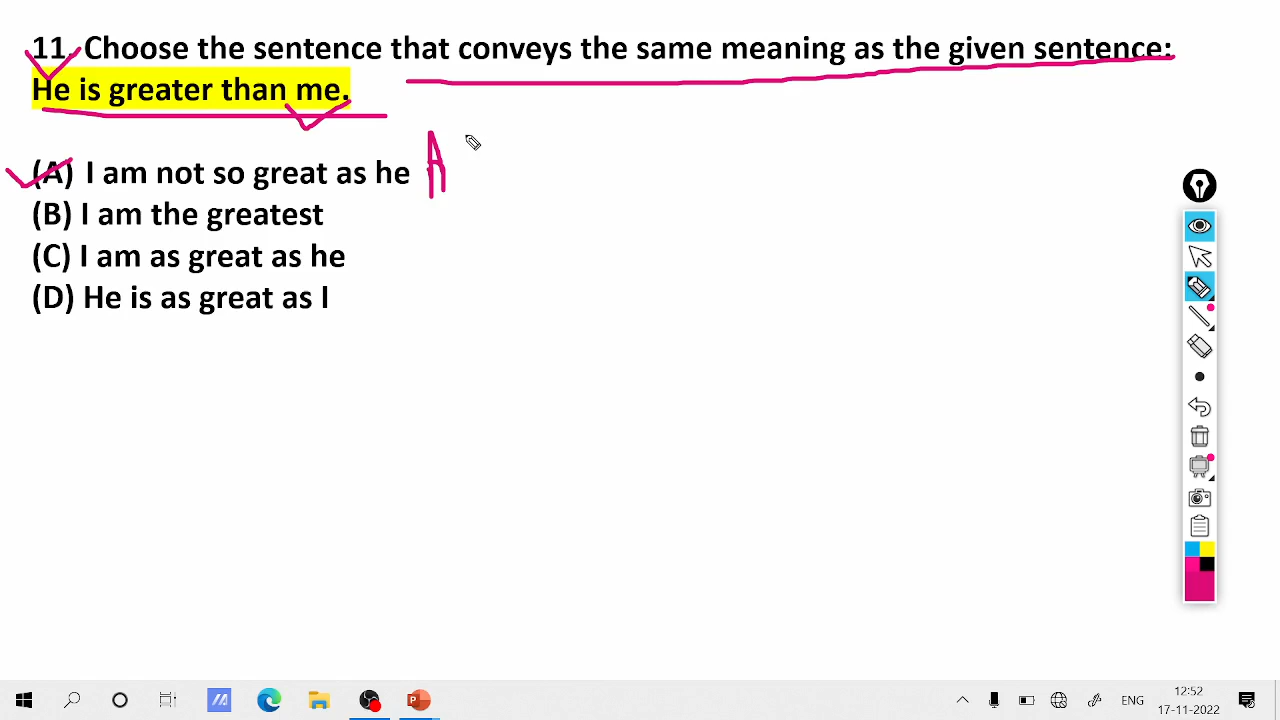 11. Choose the sentence that conveys the same meaning as the given sentence:
He is greater than me.
(A) I am not so great as he A
(B) I am the greatest
(C) I am as great as he
(D) He is as great as I
ENG
12:52
17-11-2022